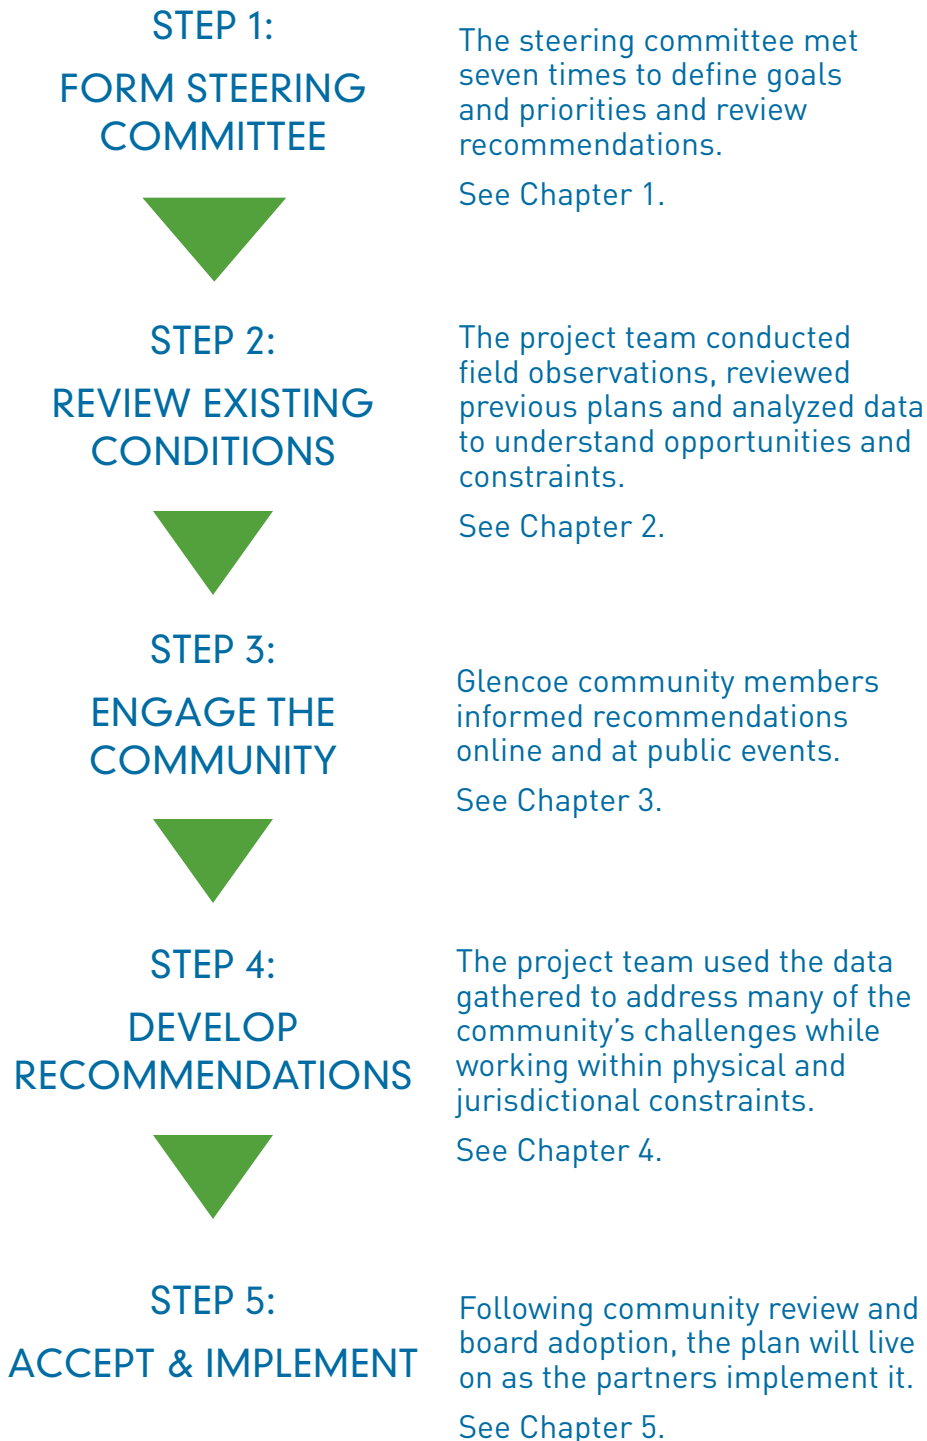 STEP 1:
FORM STEERING
COMMITTEE
The steering committee met
seven times to define goals
and priorities and review
recommendations.
See Chapter 1.
STEP 2:
REVIEW EXISTING
CONDITIONS
The project team conducted
field observations, reviewed
previous plans and analyzed data
to understand opportunities and
constraints.
See Chapter 2.
STEP 3:
ENGAGE THE
COMMUNITY
Glencoe community members
informed recommendations
online and at public events.
See Chapter 3.
STEP 4:
DEVELOP
RECOMMENDATIONS
The project team used the data
gathered to address many of the
community’s challenges while
working within physical and
jurisdictional constraints.
See Chapter 4.
STEP 5:
ACCEPT & IMPLEMENT
Following community review and
board adoption, the plan will live
on as the partners implement it.
See Chapter 5.